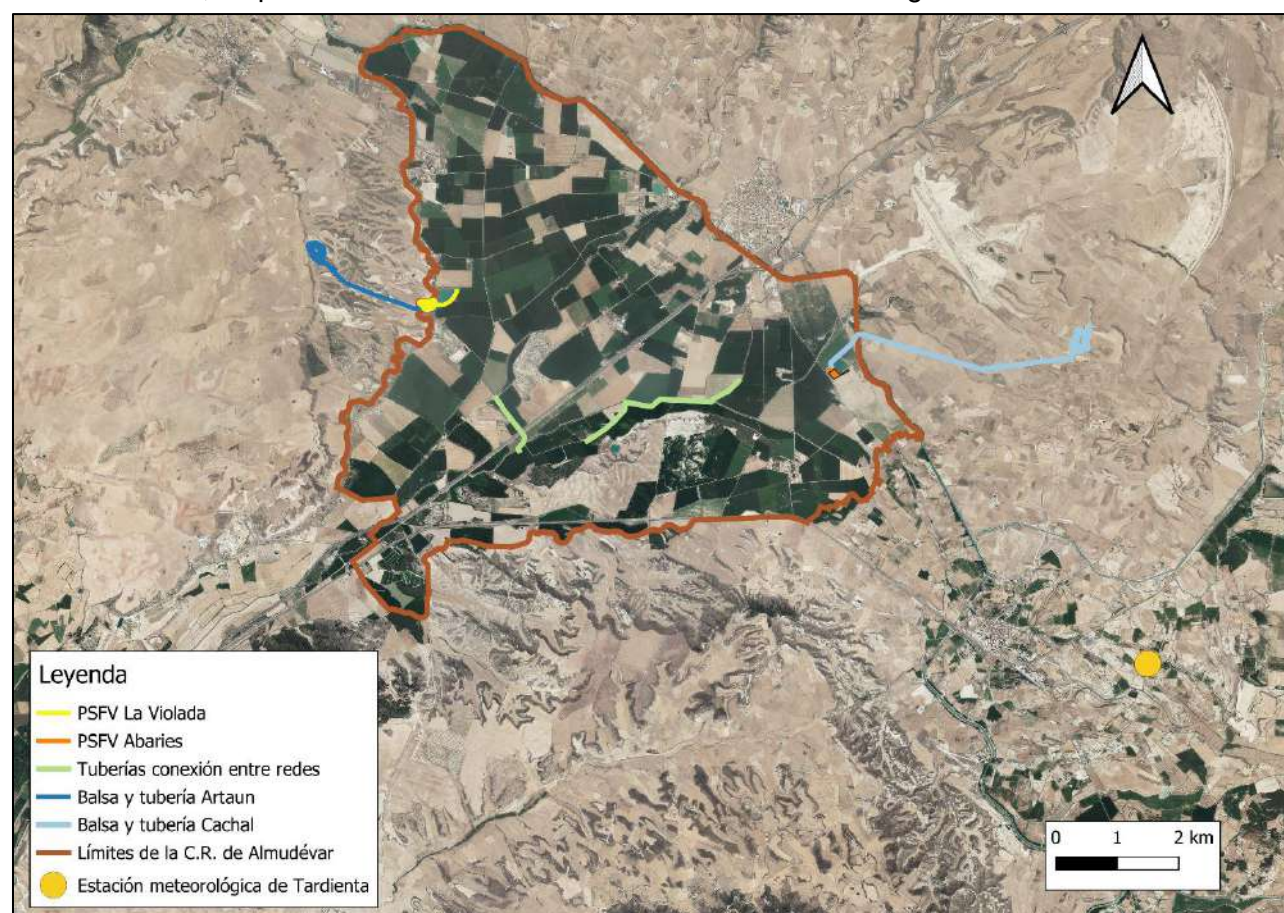 Leyenda
PSFV La Violada
PSFV Abaries
Tuberías conexión entre redes
Balsa y tubería Artaun
Balsa y tubería Cachal
Límites de la C.R. de Almudévar
Estación meteorológica de Tardienta
0 1 2 km